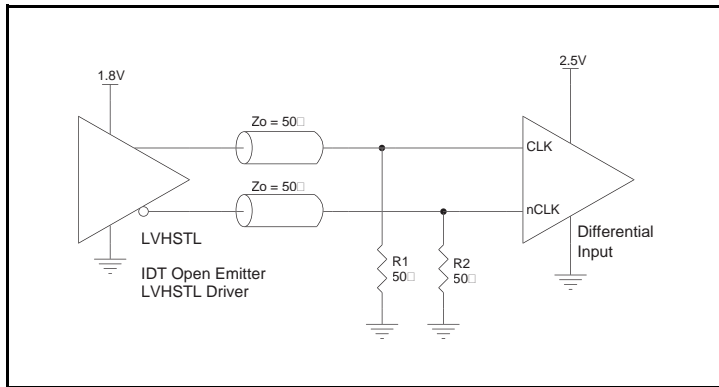 1.8V
2.5V
Zo = 50□
CLK
Zo = 50□
nCLK
LVHSTL
IDT Open Emitter
LVHSTL Driver
R1
50□
R2
50□
Differential
Input